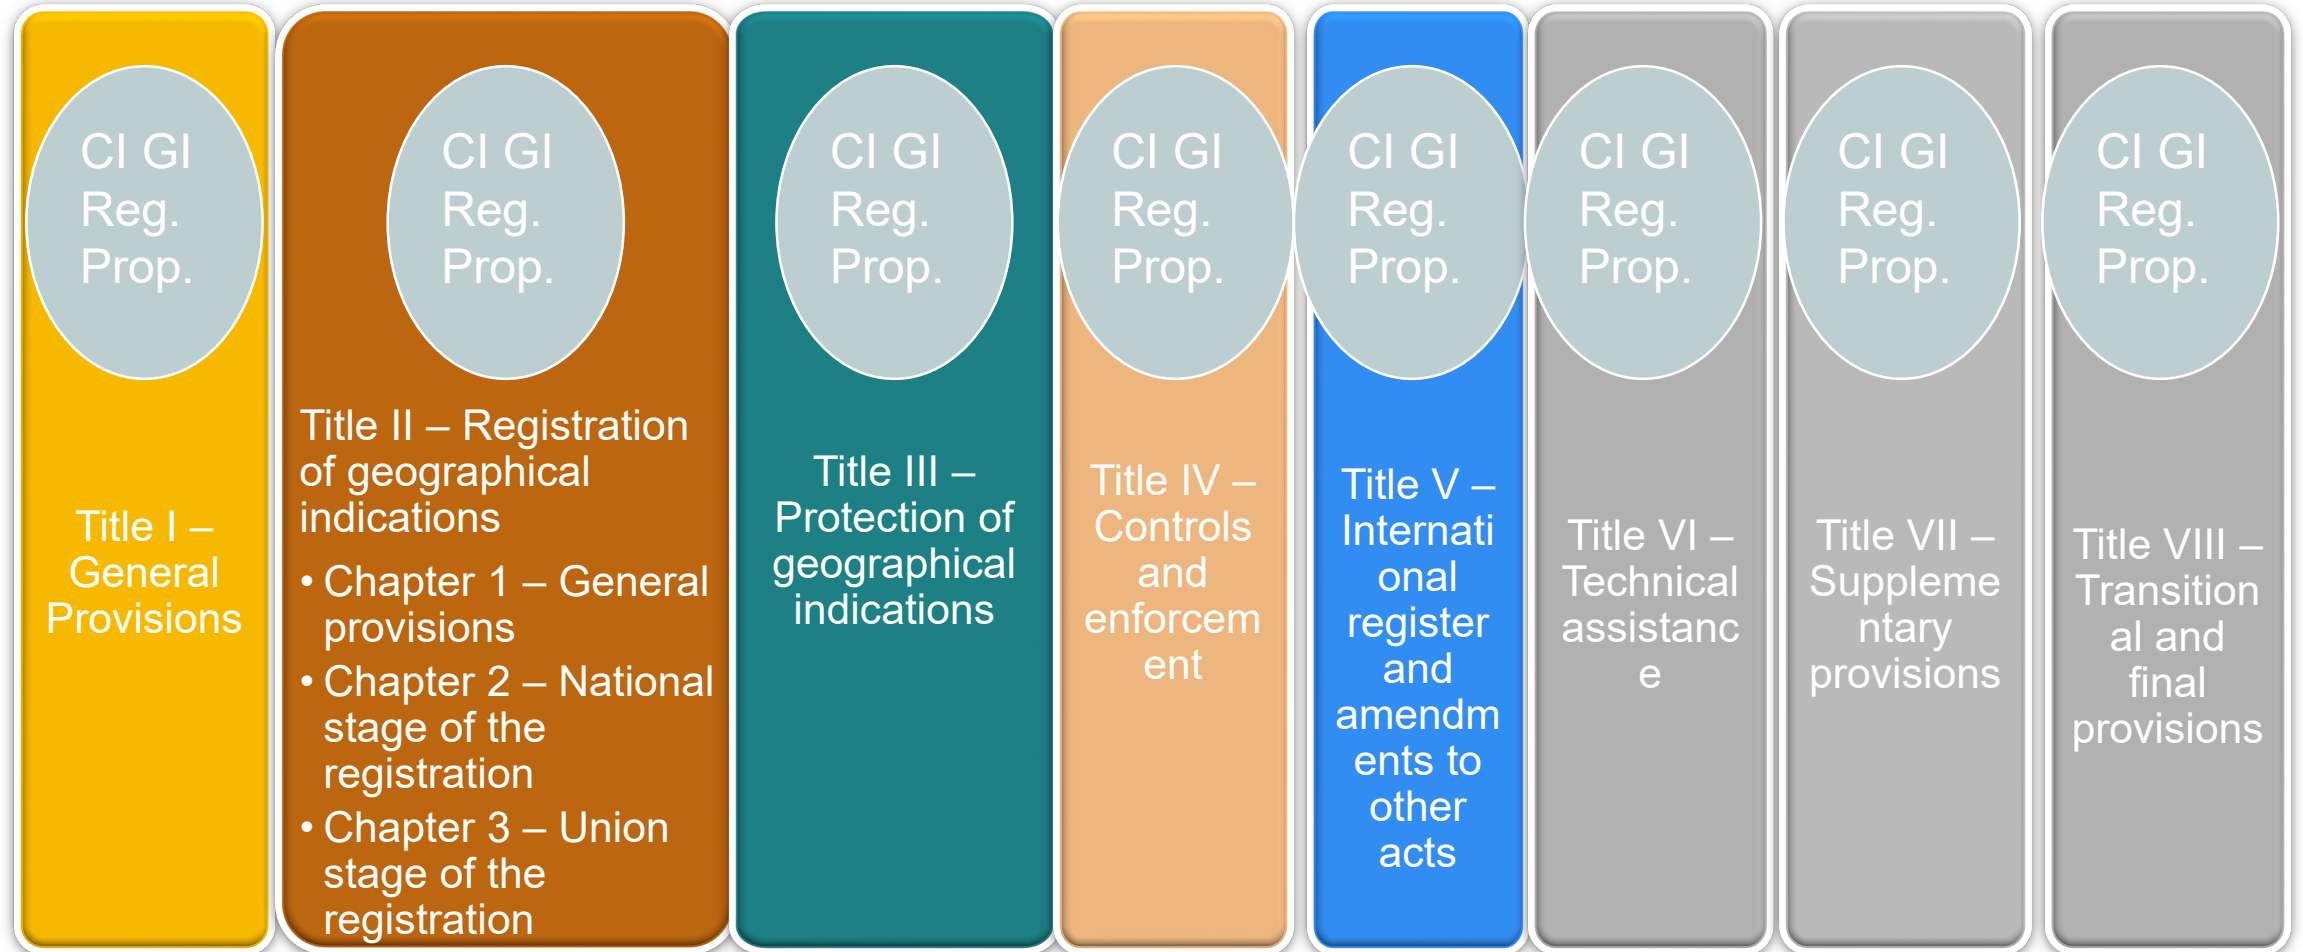 CI GI
Reg.
Prop.
Title I –
General
Provisions
CI GI
Reg.
Prop.
Title II – Registration
of geographical
indications
• Chapter 1 – General
provisions
• Chapter 2 – National
stage of the
registration
• Chapter 3 – Union
stage of the
registration
CI GI
Reg.
Prop.
Title III –
Protection of
geographical
indications
CI GI
Reg.
Prop.
Title IV –
Controls
and
enforcem
ent
CI GI
Reg.
Prop.
Title V –
Internati
onal
register
and
amendm
ents to
other
acts
CI GI
Reg.
Prop.
Title VI –
Technical
assistanc
e
CI GI
Reg.
Prop.
Title VII –
Suppleme
ntary
provisions
CI GI
Reg.
Prop.
Title VIII –
Transition
al and
final
provisions